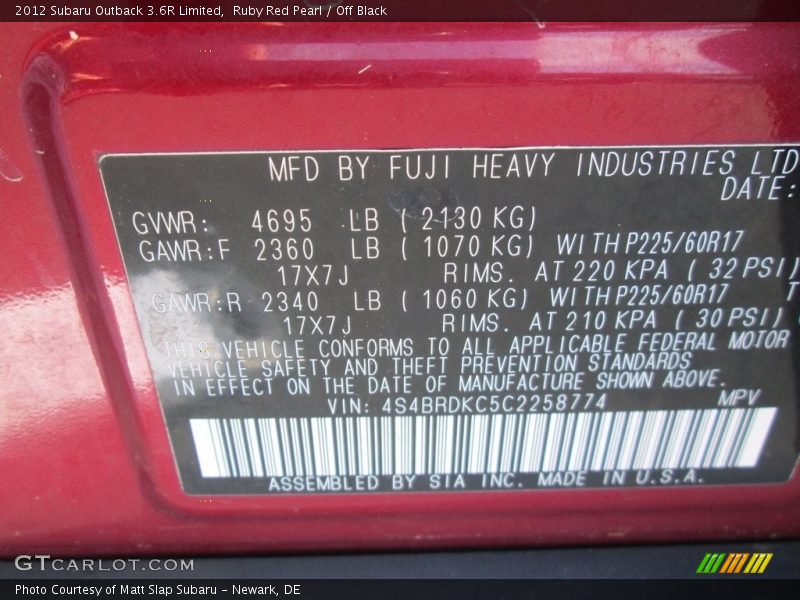 2012 Subaru Outback 3.6R Limited,  Ruby Red Pearl / Off Black
MFD BY FUJI HEAVY INDUSTRIES LTD
DATE:
GVWR: 4695 LB ( 2130 KG)
GAWR:F 2360 LB ( 1070 KG) WITH P225/60R17
17X7J RIMS. AT 220 KPA ( 32 PSI)
GAWR:R 2340 LB ( 1060 KG) WITH P225/60R17 T
17X7J RIMS. AT 210 KPA ( 30 PSI)
THIS VEHICLE CONFORMS TO ALL APPLICABLE FEDERAL MOTOR
VEHICLE SAFETY AND THEFT PREVENTION STANDARDS
IN EFFECT ON THE DATE OF MANUFACTURE SHOWN ABOVE.
VIN: 4S4BRDKC5C2258774 MPV
ASSEMBLED BY SIA INC. MADE IN U.S.A.
GTCARLOT.COM
Photo Courtesy of Matt Slap Subaru - Newark, DE